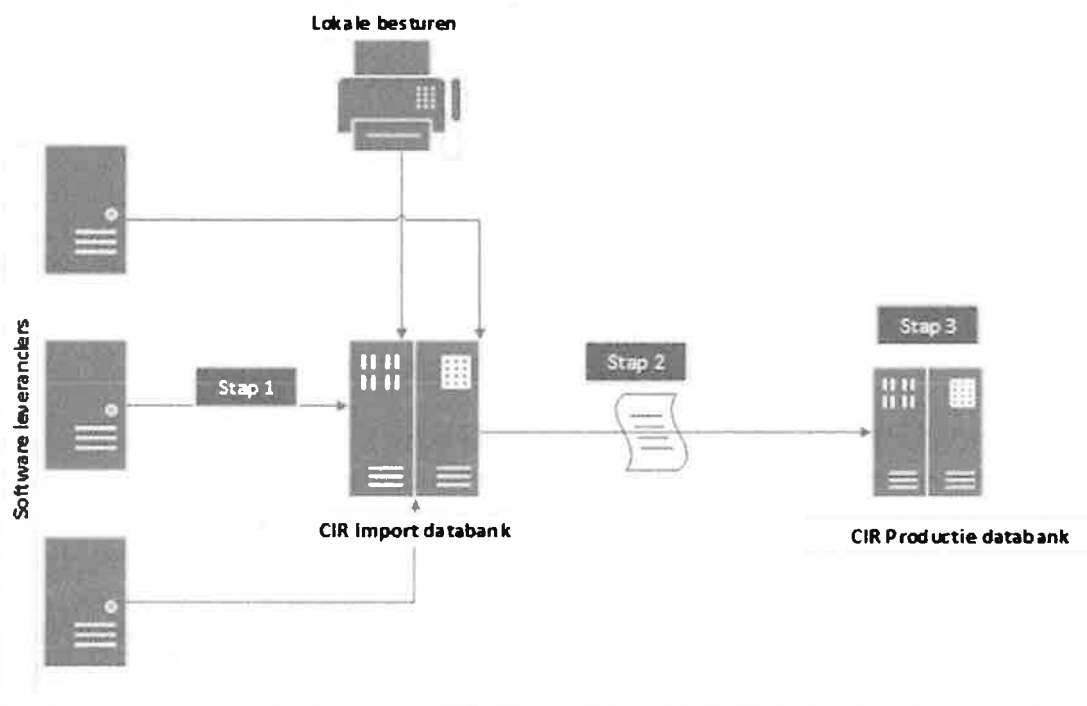 Lokale besturen
Software leveranciers
Stap 1
CIR Import databank
Stap 2
Stap 3
CIR Productie databank